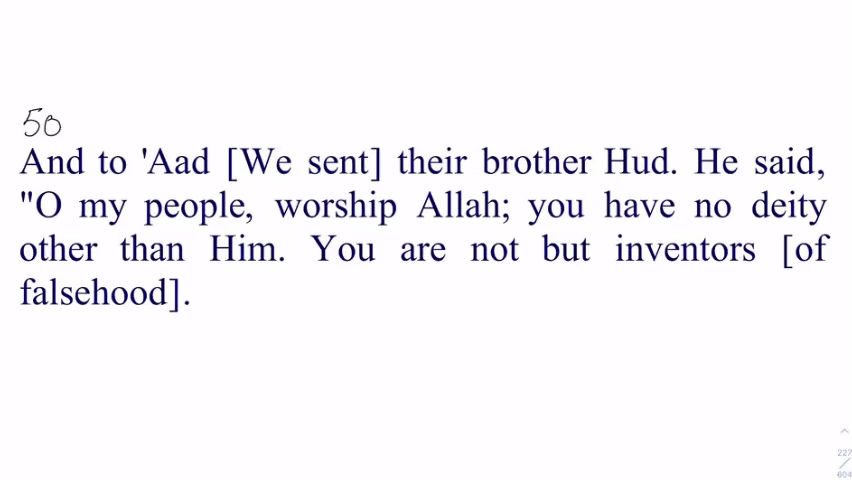 50
And to 'Aad [We sent] their brother Hud. He said,
"O my people, worship Allah; you have no deity
other than Him. You are not but inventors [of
falsehood].
227
/
604